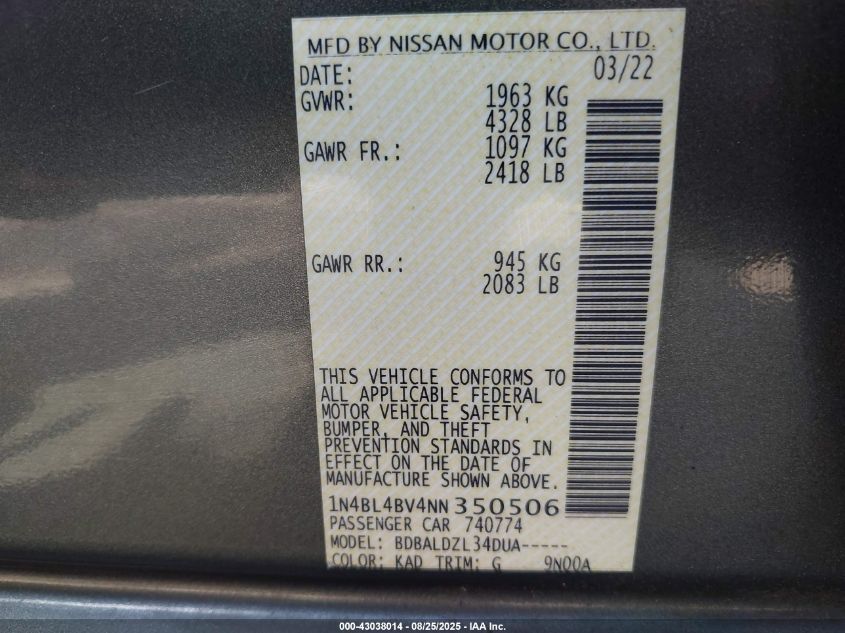 MFD BY NISSAN MOTOR CO., LTD.
DATE: 03/22
GVWR: 1963 KG
4328 LB
GAWR FR.: 1097 KG
2418 LB
GAWR RR.: 945 KG
2083 LB
THIS VEHICLE CONFORMS TO
ALL APPLICABLE FEDERAL
MOTOR VEHICLE SAFETY,
BUMPER, AND THEFT
PREVENTION STANDARDS IN
EFFECT ON THE DATE OF
MANUFACTURE SHOWN ABOVE.
1N4BL4BV4NN350506
PASSENGER CAR 740774
MODEL: BDBALDZL34DUA-----
COLOR: KAD TRIM: G 9N00A
000-43038014 - 08/25/2025 - IAA Inc.